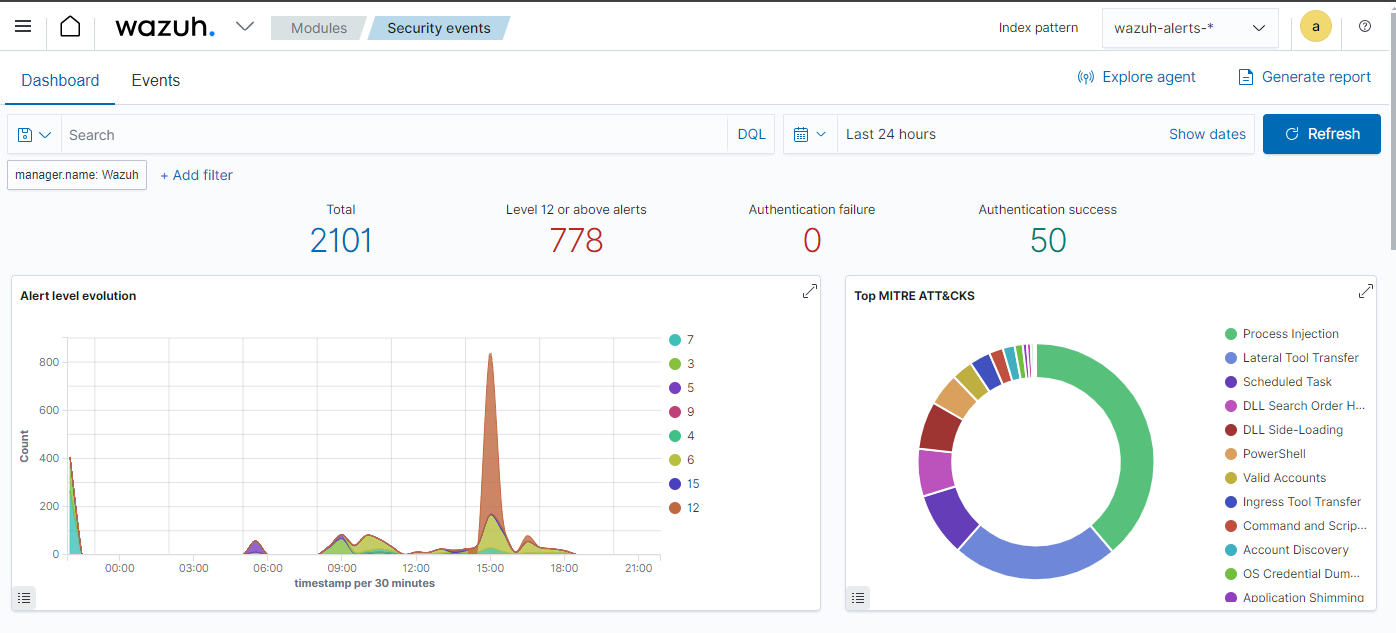 wazuh. Modules Security events Index pattern wazuh-alerts-* a
Dashboard Events Explore agent Generate report
Search DQL Last 24 hours Show dates Refresh
manager.name: Wazuh + Add filter
Total Level 12 or above alerts Authentication failure Authentication success
2101 778 0 50
Alert level evolution
800
600
400
200
0
Count
00:00 03:00 06:00 09:00 12:00 15:00 18:00 21:00
timestamp per 30 minutes
7
3
5
9
4
6
15
12
Top MITRE ATT&CKS
Process Injection
Lateral Tool Transfer
Scheduled Task
DLL Search Order H...
DLL Side-Loading
PowerShell
Valid Accounts
Ingress Tool Transfer
Command and Scrip...
Account Discovery
OS Credential Dum...
Application Shimming